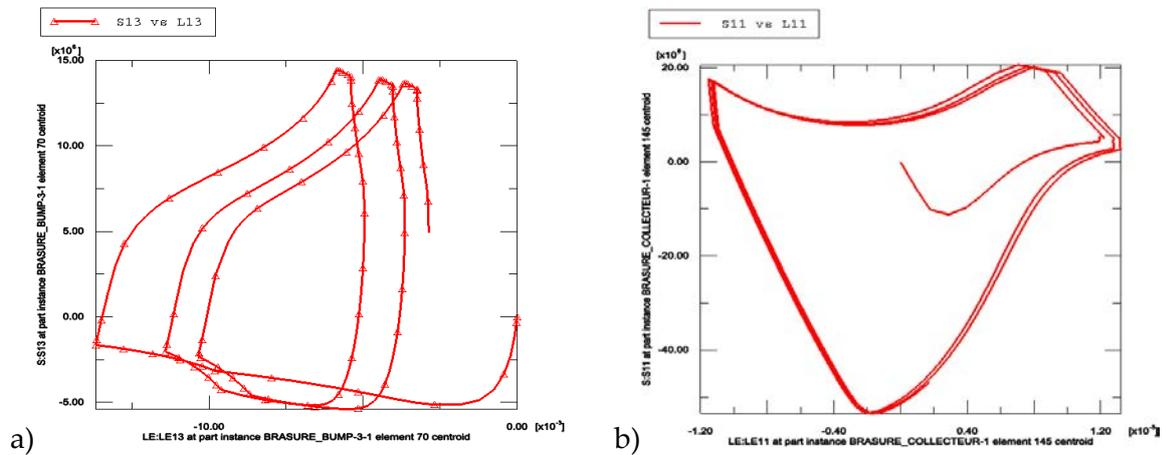 S13 vs L13
[x10⁶]
15.00
10.00
5.00
0.00
-5.00
-10.00
0.00
[x10⁻³]
S:S13 at part instance BRASURE_BUMP-3-1 element 70 centroid
LE:LE13 at part instance BRASURE_BUMP-3-1 element 70 centroid
a)
S11 vs L11
[x10⁶]
20.00
0.00
-20.00
-40.00
-1.20
-0.40
0.40
1.20
[x10⁻³]
S:S11 at part instance BRASURE_COLLECTEUR-1 element 145 centroid
LE:LE11 at part instance BRASURE_COLLECTEUR-1 element 145 centroid
b)